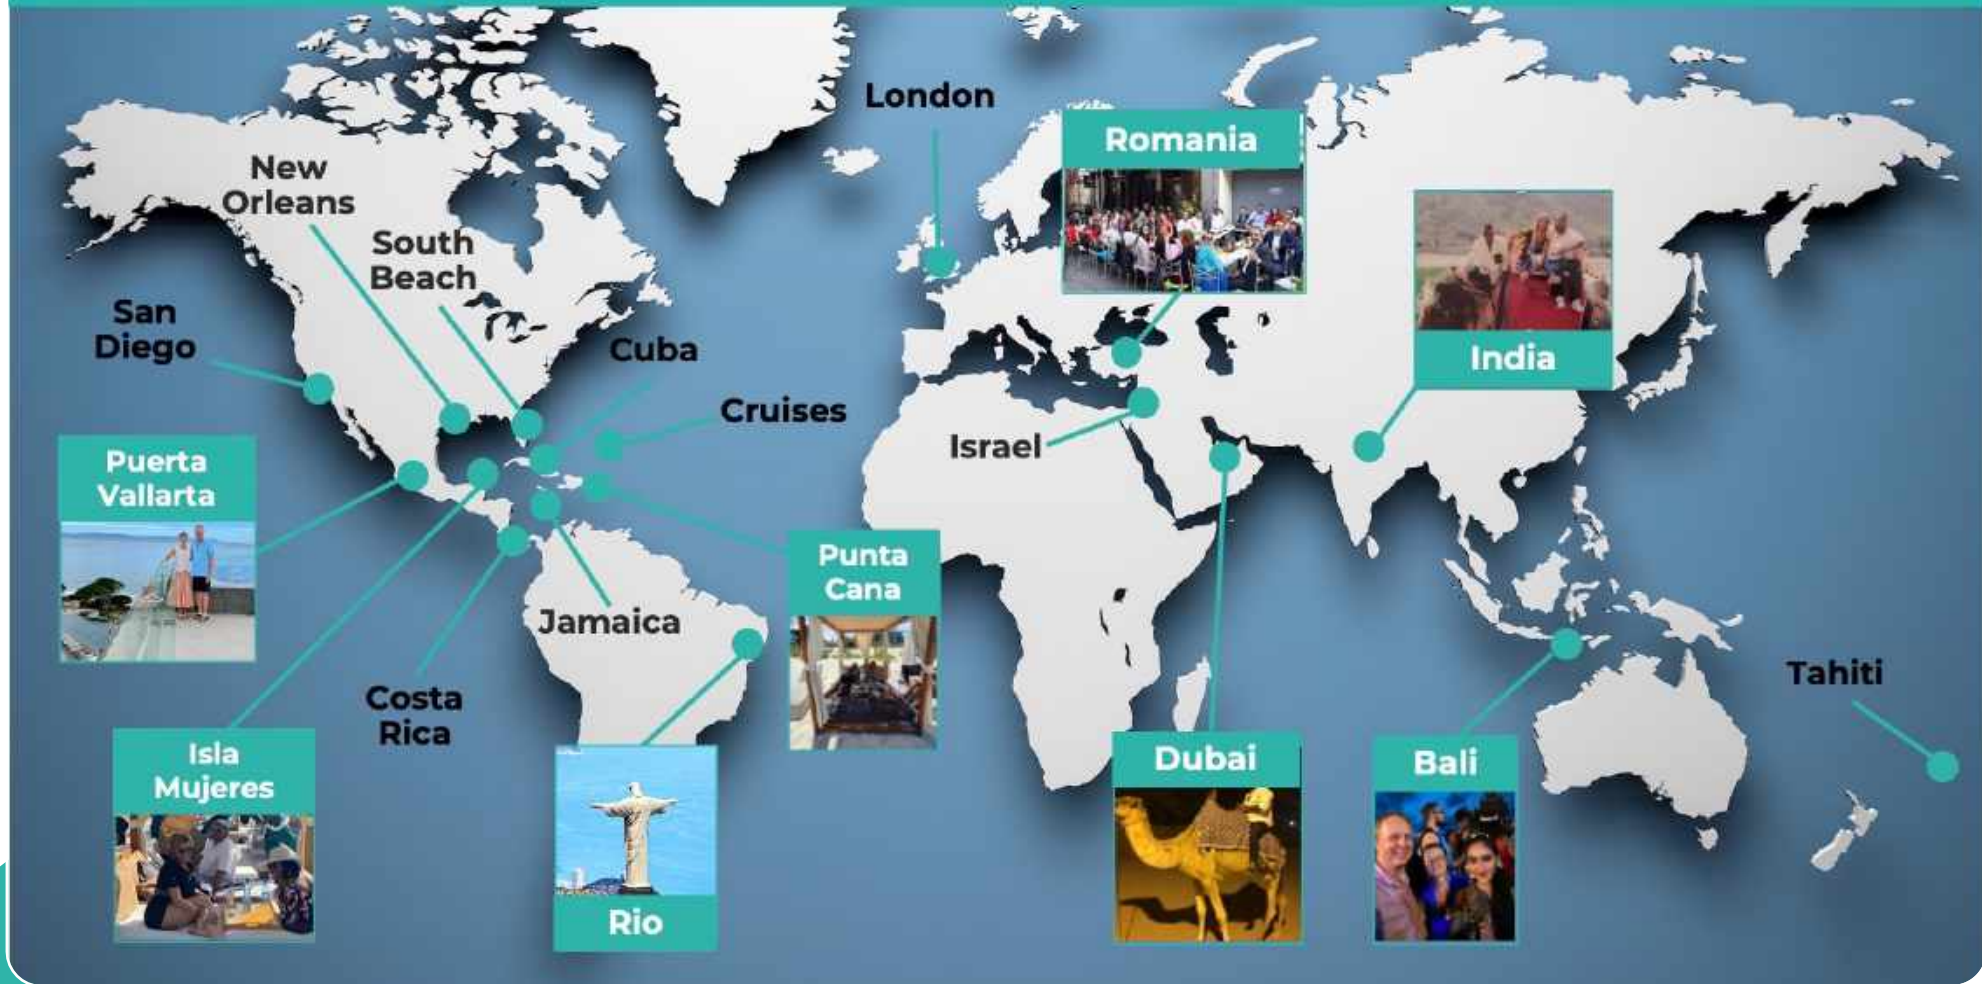 London
Romania
New
Orleans
South
Beach
San
Diego
Cuba
India
Cruises
Israel
Puerta
Vallarta
Punta
Cana
Jamaica
Costa
Rica
Tahiti
Isla
Mujeres
Dubai
Bali
Rio